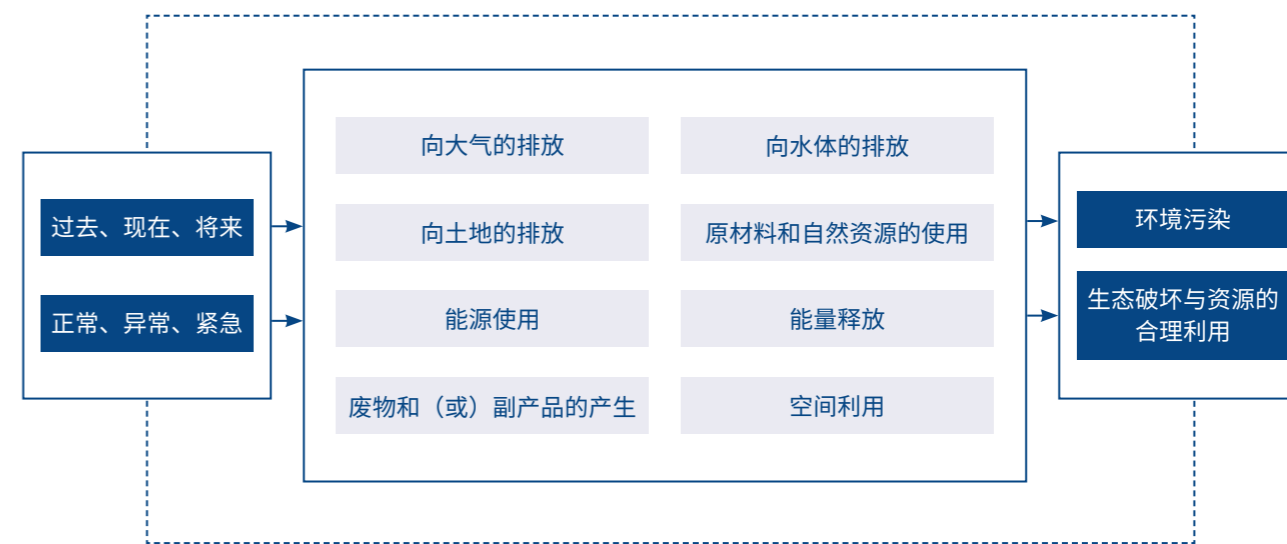 过去、现在、将来
正常、异常、紧急
向大气的排放
向水体的排放
向土地的排放
原材料和自然资源的使用
能源使用
能量释放
废物和（或）副产品的产生
空间利用
环境污染
生态破坏与资源的
合理利用